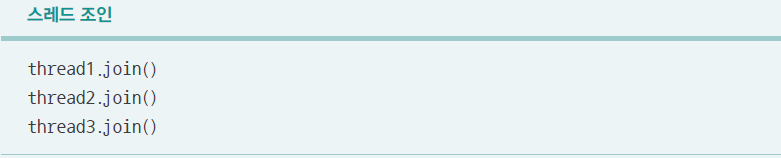 스레드 조인
thread1.join()
thread2.join()
thread3.join()